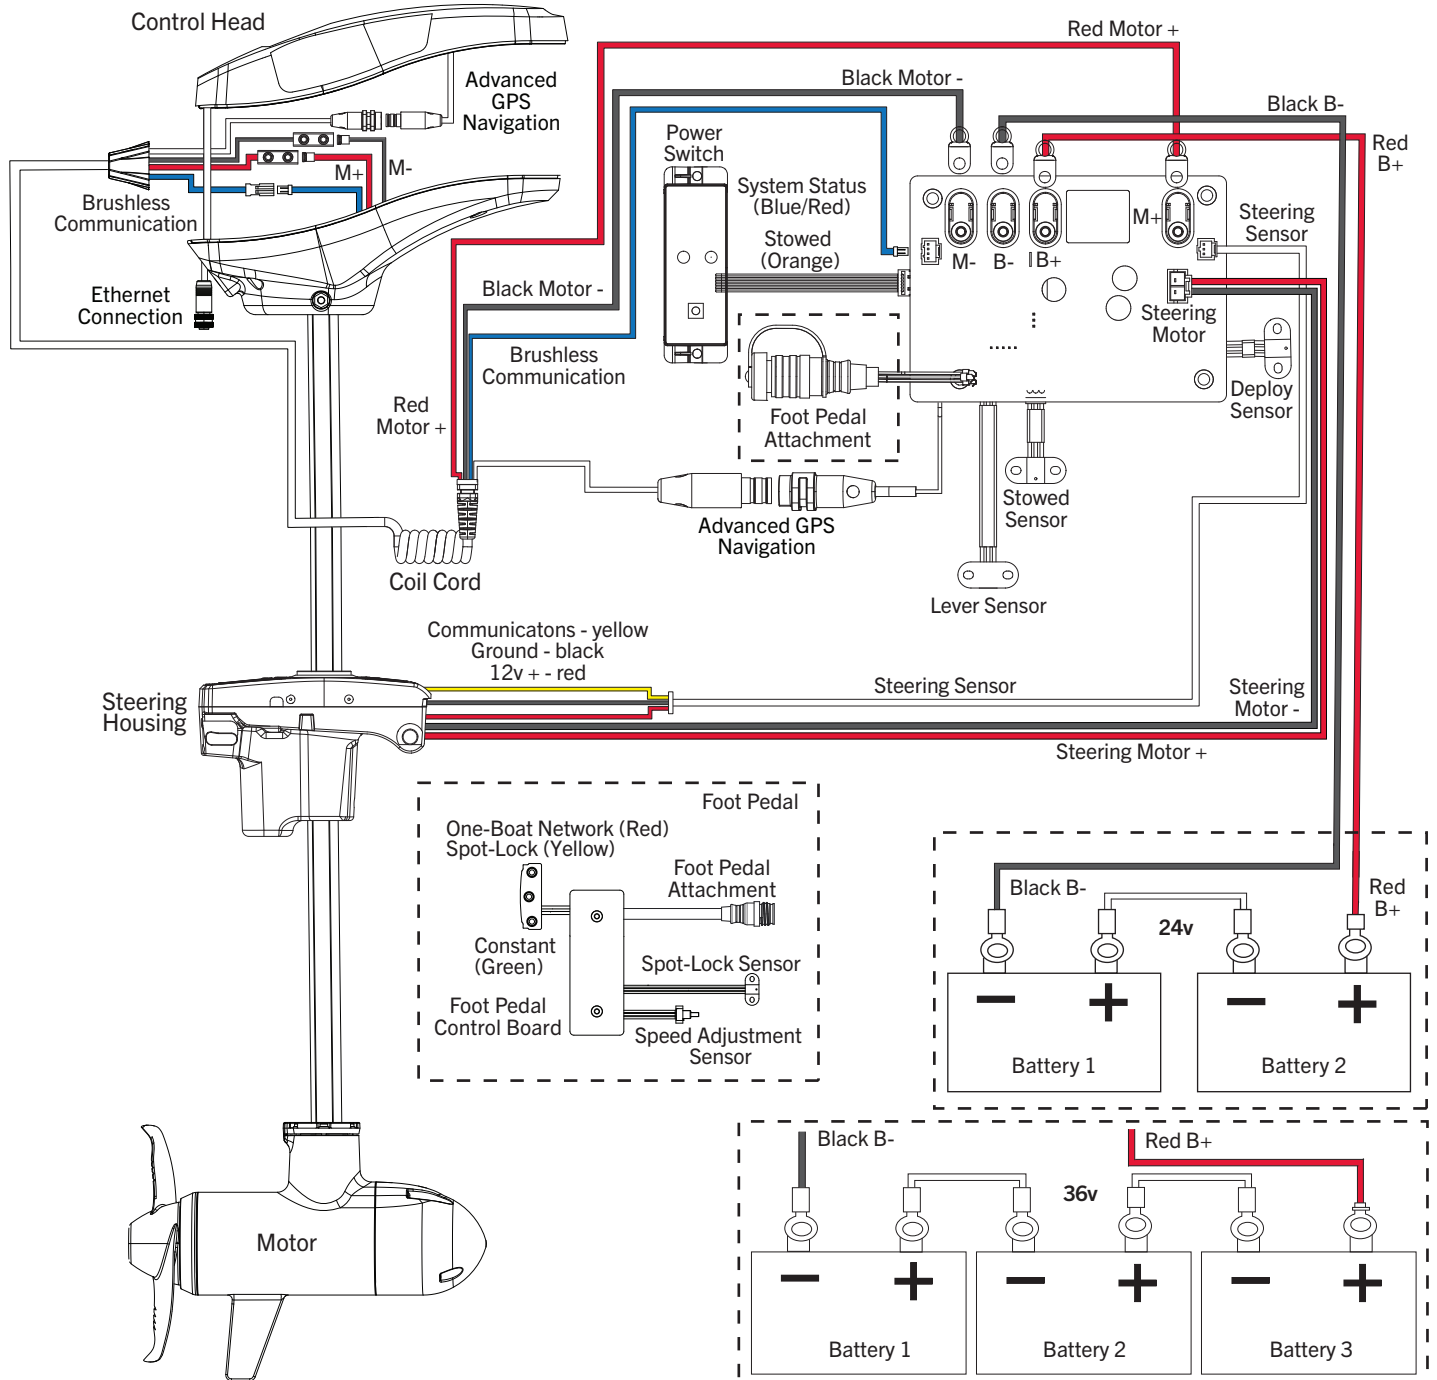 Control Head
Red Motor +
Black Motor -
Advanced
GPS
Navigation
Black B-
Red
B+
Power
Switch
M+
M-
System Status
(Blue/Red)
Stowed
(Orange)
Brushless
Communication
M-
B-
B+
M+
Steering
Sensor
Ethernet
Connection
Black Motor -
Steering
Motor
Brushless
Communication
Foot Pedal
Attachment
Deploy
Sensor
Red
Motor +
Stowed
Sensor
Advanced GPS
Navigation
Coil Cord
Lever Sensor
Communicatons - yellow
Ground - black
12v + - red
Steering Sensor
Steering
Motor -
Steering
Housing
Steering Motor +
Foot Pedal
One-Boat Network (Red)
Spot-Lock (Yellow)
Foot Pedal
Attachment
Constant
(Green)
Spot-Lock Sensor
Foot Pedal
Control Board
Speed Adjustment
Sensor
Black B-
24v
Red
B+
− + − +
Battery 1
Battery 2
Black B-
Red B+
36v
− + − + − +
Battery 1
Battery 2
Battery 3
Motor